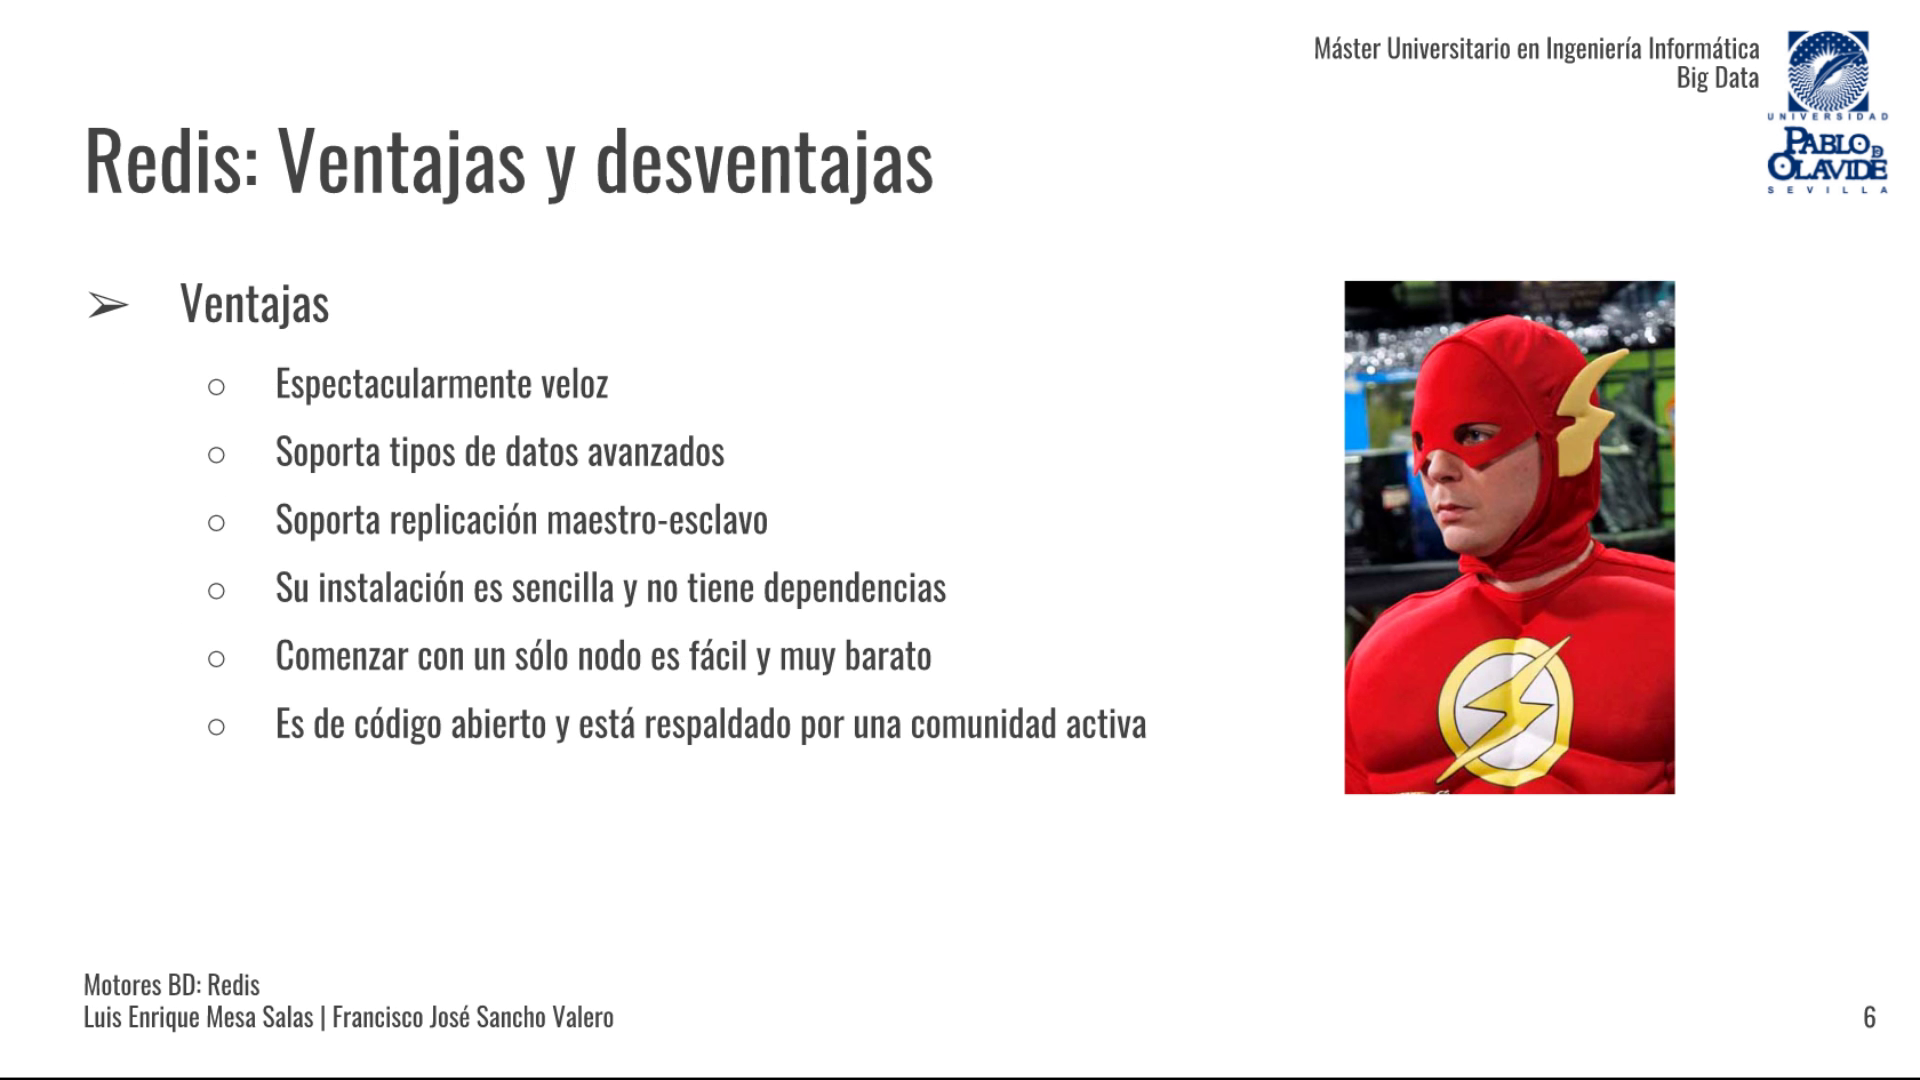 Máster Universitario en Ingeniería Informática
Big Data
UNIVERSIDAD
PABLO DE
OLAVIDE
SEVILLA
Redis: Ventajas y desventajas
➢ Ventajas
○ Espectacularmente veloz
○ Soporta tipos de datos avanzados
○ Soporta replicación maestro-esclavo
○ Su instalación es sencilla y no tiene dependencias
○ Comenzar con un sólo nodo es fácil y muy barato
○ Es de código abierto y está respaldado por una comunidad activa
Motores BD: Redis
Luis Enrique Mesa Salas | Francisco José Sancho Valero
6